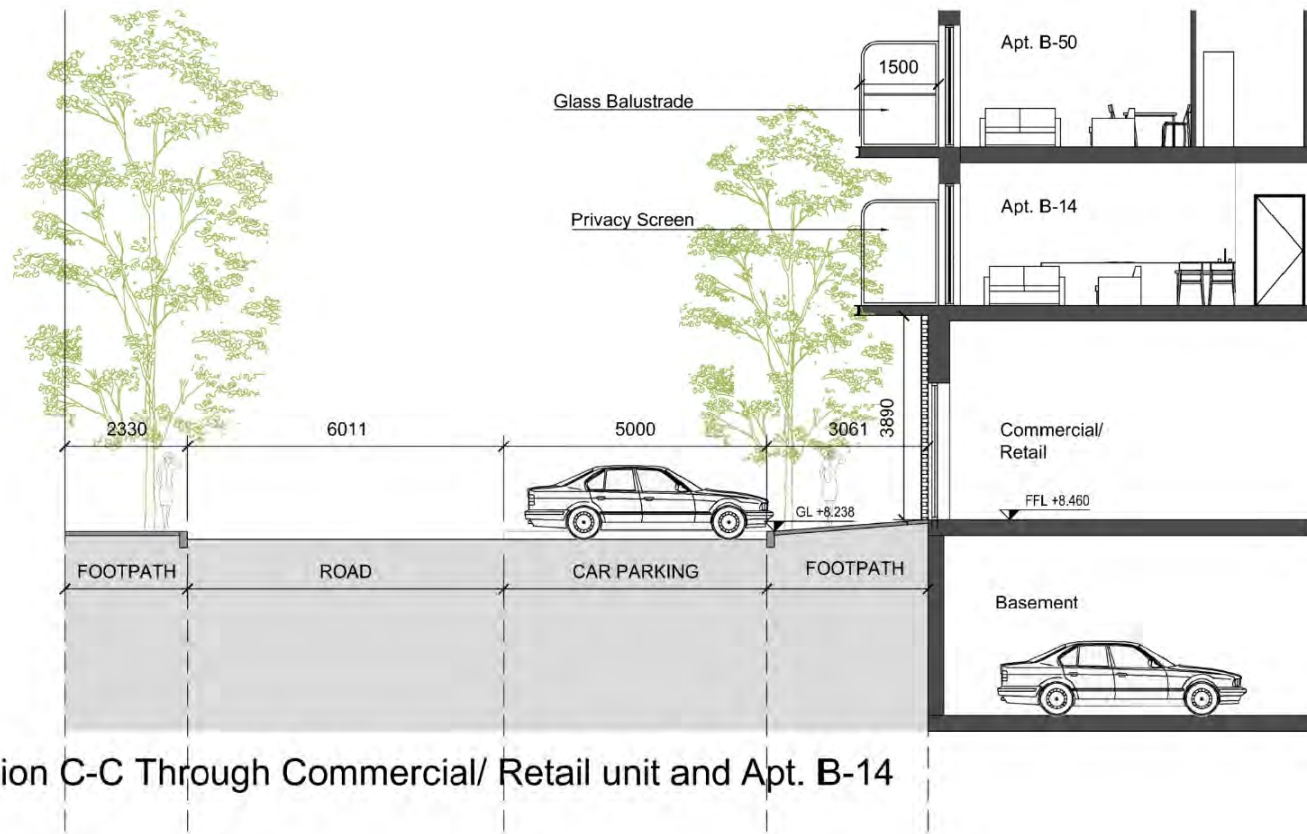 Apt. B-50
1500
Glass Balustrade
Apt. B-14
Privacy Screen
2330
6011
5000
3061
3890
Commercial/
Retail
GL +8.238
FFL +8.460
FOOTPATH
ROAD
CAR PARKING
FOOTPATH
Basement
ion C-C Through Commercial/ Retail unit and Apt. B-14